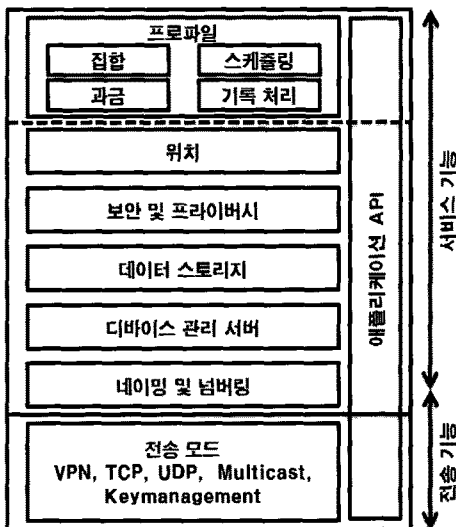 프로파일
집합
스케쥴링
과금
기록 처리
위치
보안 및 프라이버시
데이터 스토리지
디바이스 관리 서버
네이밍 및 넘버링
전송 모드
VPN, TCP, UDP, Multicast,
Keymanagement
애플리케이션 API
서비스 기능
전송 기능